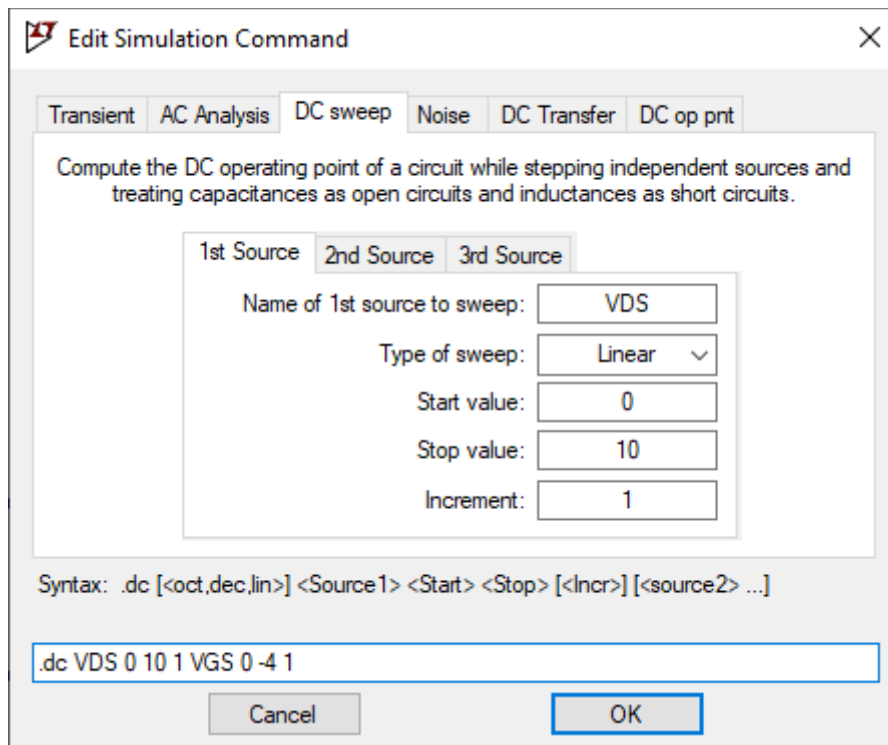 Edit Simulation Command
Transient AC Analysis DC sweep Noise DC Transfer DC op pnt
Compute the DC operating point of a circuit while stepping independent sources and
treating capacitances as open circuits and inductances as short circuits.
1st Source 2nd Source 3rd Source
Name of 1st source to sweep: VDS
Type of sweep: Linear
Start value: 0
Stop value: 10
Increment: 1
Syntax: .dc [<oct,dec,lin>] <Source1> <Start> <Stop> [<Incr>] [<source2> ...]
.dc VDS 0 10 1 VGS 0 -4 1
Cancel OK